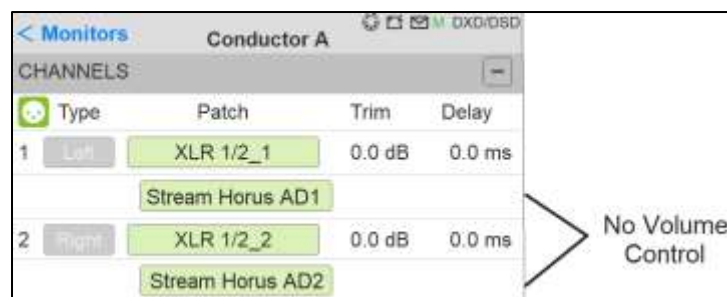 < Monitors
Conductor A
M DXD/DSD
CHANNELS
Type Patch Trim Delay
1 Left XLR 1/2_1 0.0 dB 0.0 ms
Stream Horus AD1
2 Right XLR 1/2_2 0.0 dB 0.0 ms
Stream Horus AD2
No Volume
Control